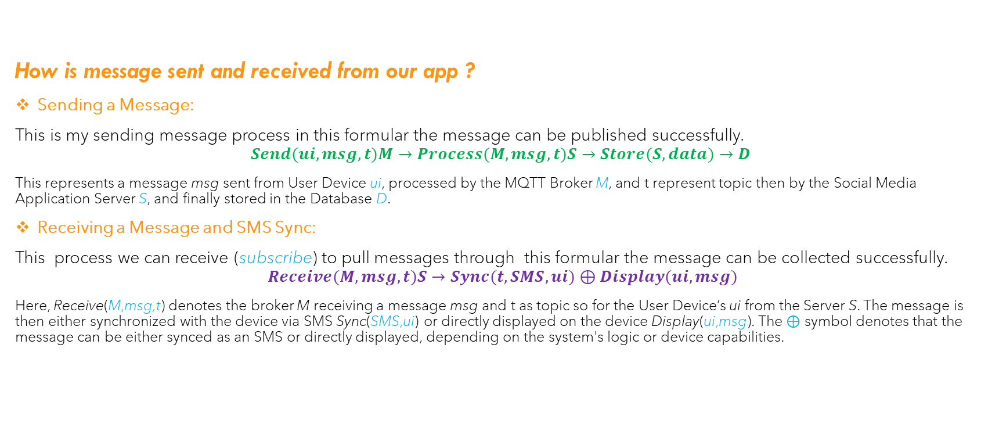 How is message sent and received from our app ?
❖ Sending a Message:
This is my sending message process in this formular the message can be published successfully.
Send(ui,msg,t)M → Process(M,msg,t)S → Store(S,data) → D
This represents a message msg sent from User Device ui, processed by the MQTT Broker M, and t represent topic then by the Social Media
Application Server S, and finally stored in the Database D.
❖ Receiving a Message and SMS Sync:
This process we can receive (subscribe) to pull messages through this formular the message can be collected successfully.
Receive(M,msg,t)S → Sync(t,SMS,ui) ⊕ Display(ui,msg)
Here, Receive(M,msg,t) denotes the broker M receiving a message msg and t as topic so for the User Device’s ui from the Server S. The message is
then either synchronized with the device via SMS Sync(SMS,ui) or directly displayed on the device Display(ui,msg). The ⊕ symbol denotes that the
message can be either synced as an SMS or directly displayed, depending on the system's logic or device capabilities.